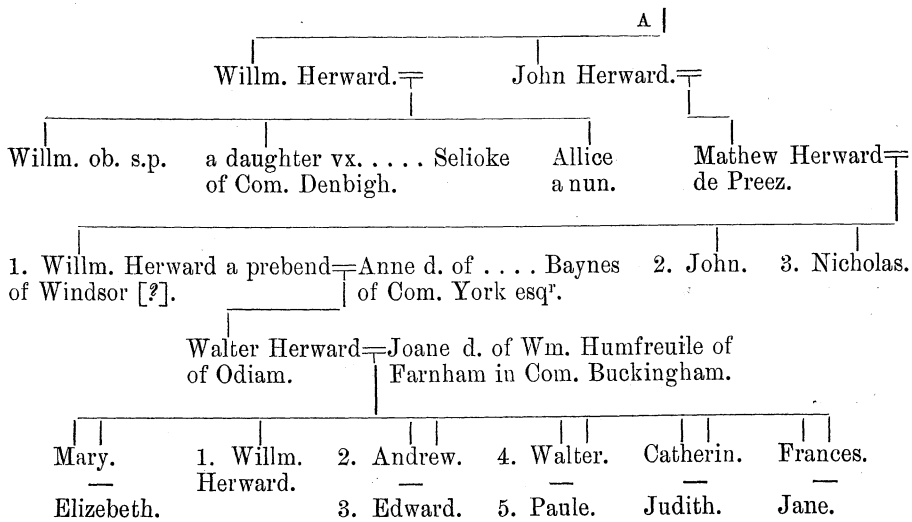 A
Willm. Herward. John Herward.
Willm. ob. s.p. a daughter vx. . . . . . Selioke Allice Mathew Herward
of Com. Denbigh. a nun. de Preez.
1. Willm. Herward a prebend Anne d. of . . . . Baynes 2. John. 3. Nicholas.
of Windsor [?]. of Com. York esqʳ.
Walter Herward Joane d. of Wm. Humfreuile of
of Odiam. Farnham in Com. Buckingham.
Mary. 1. Willm. 2. Andrew. 4. Walter. Catherin. Frances.
Herward.
Elizebeth. 3. Edward. 5. Paule. Judith. Jane.